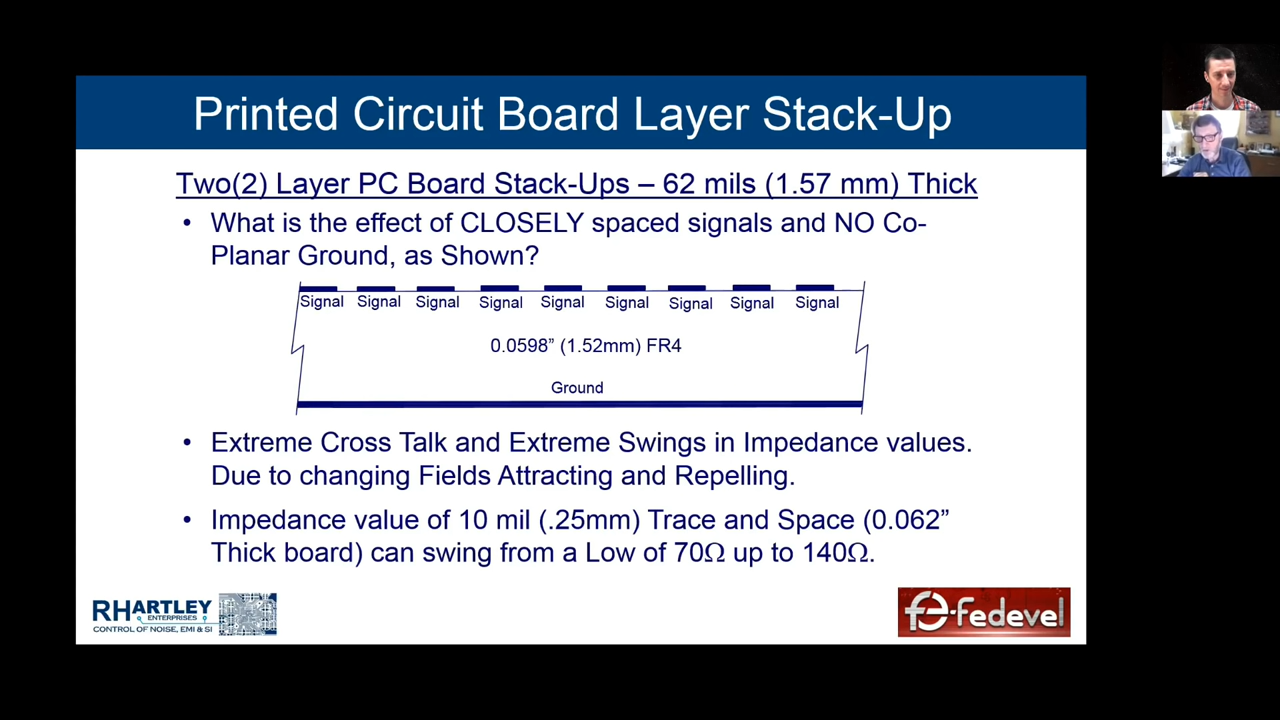 Printed Circuit Board Layer Stack-Up
Two(2) Layer PC Board Stack-Ups – 62 mils (1.57 mm) Thick
• What is the effect of CLOSELY spaced signals and NO Co-
Planar Ground, as Shown?
Signal Signal Signal Signal Signal Signal Signal Signal Signal
0.0598” (1.52mm) FR4
Ground
• Extreme Cross Talk and Extreme Swings in Impedance values.
Due to changing Fields Attracting and Repelling.
• Impedance value of 10 mil (.25mm) Trace and Space (0.062”
Thick board) can swing from a Low of 70Ω up to 140Ω.
RHARTLEY
ENTERPRISES
CONTROL OF NOISE, EMI & SI
fedevel